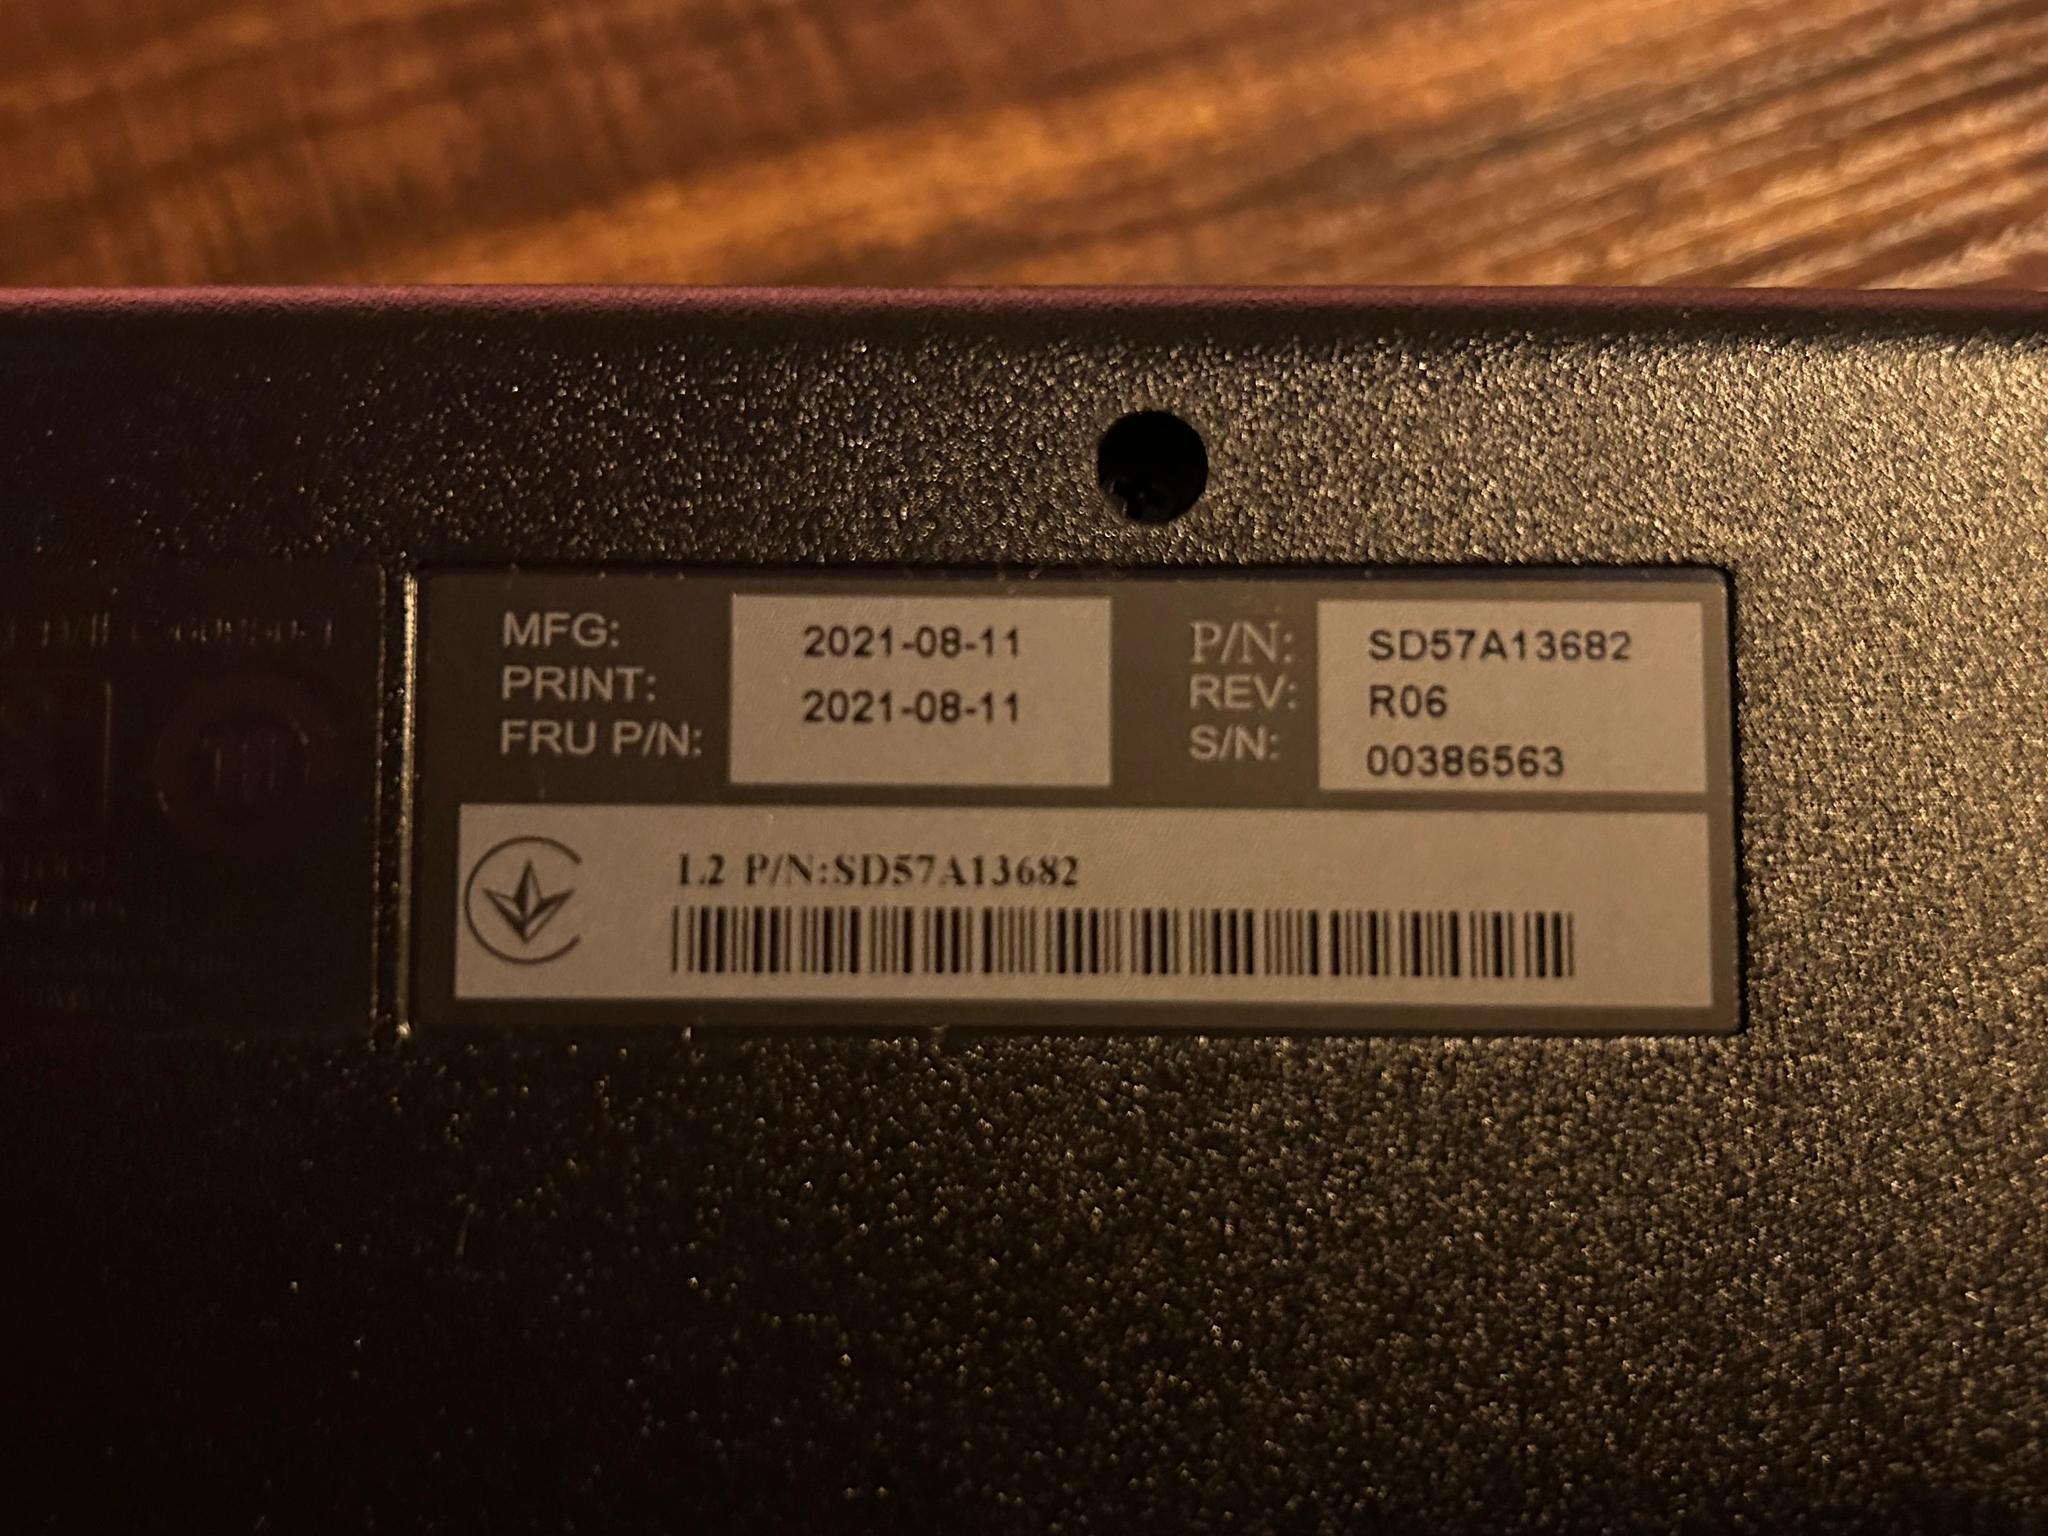 MFG: 2021-08-11
PRINT: 2021-08-11
FRU P/N:
P/N: SD57A13682
REV: R06
S/N: 00386563
L2 P/N:SD57A13682